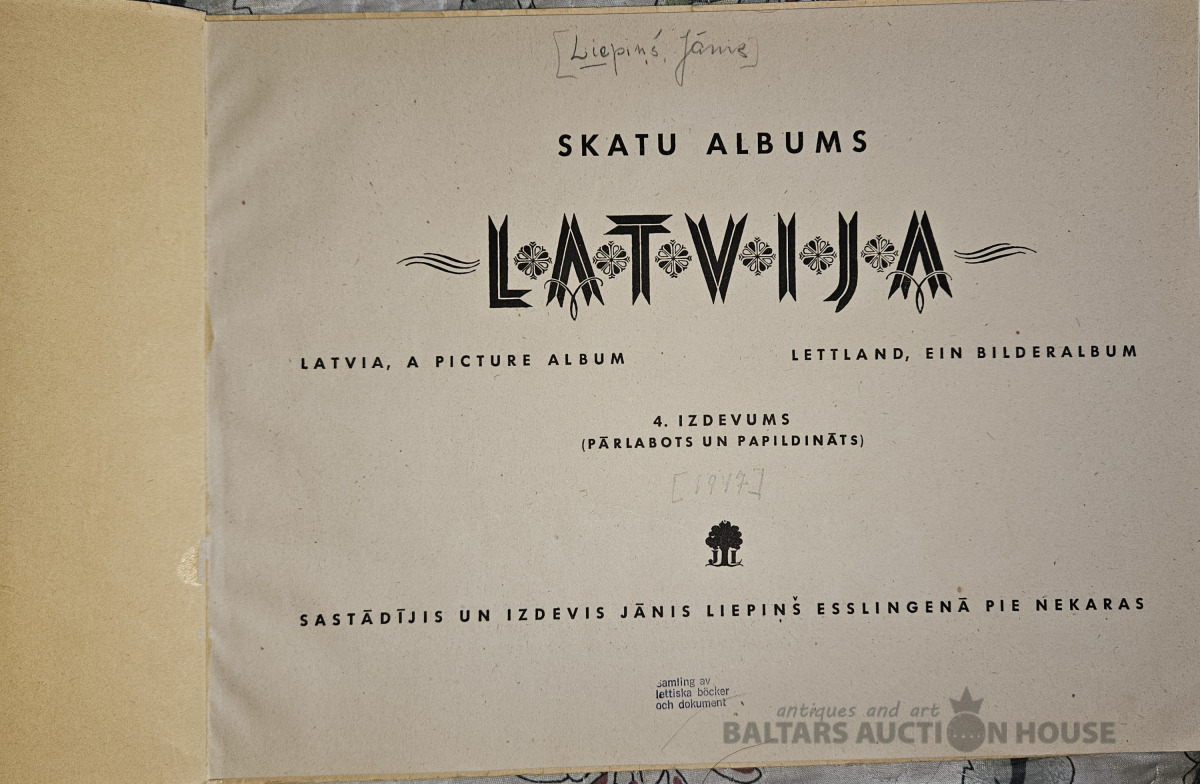 [Liepiņš, Jānis]
SKATU ALBUMS
LATVIJA
LATVIA, A PICTURE ALBUM
LETTLAND, EIN BILDERALBUM
4. IZDEVUMS
(PĀRLABOTS UN PAPILDINĀTS)
[1947]
JL
SASTĀDĪJIS UN IZDEVIS JĀNIS LIEPIŅŠ ESSLINGENĀ PIE NEKARAS
samling av
lettiska böcker
och dokument
antiques and art
BALTARS AUCTION HOUSE